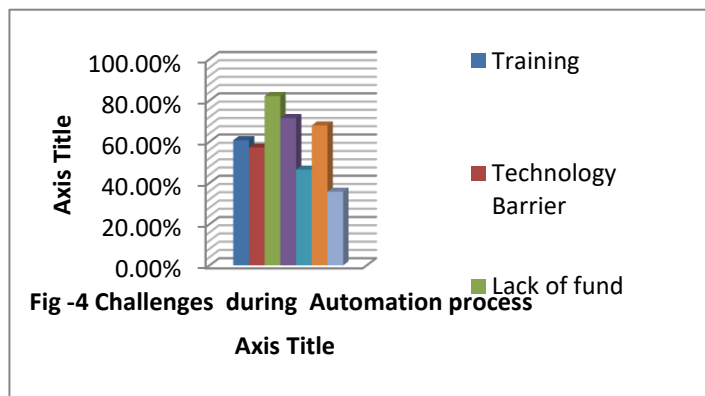 100.00%
80.00%
60.00%
40.00%
20.00%
0.00%
Axis Title
Training
Technology
Barrier
Lack of fund
Fig -4 Challenges during Automation process
Axis Title